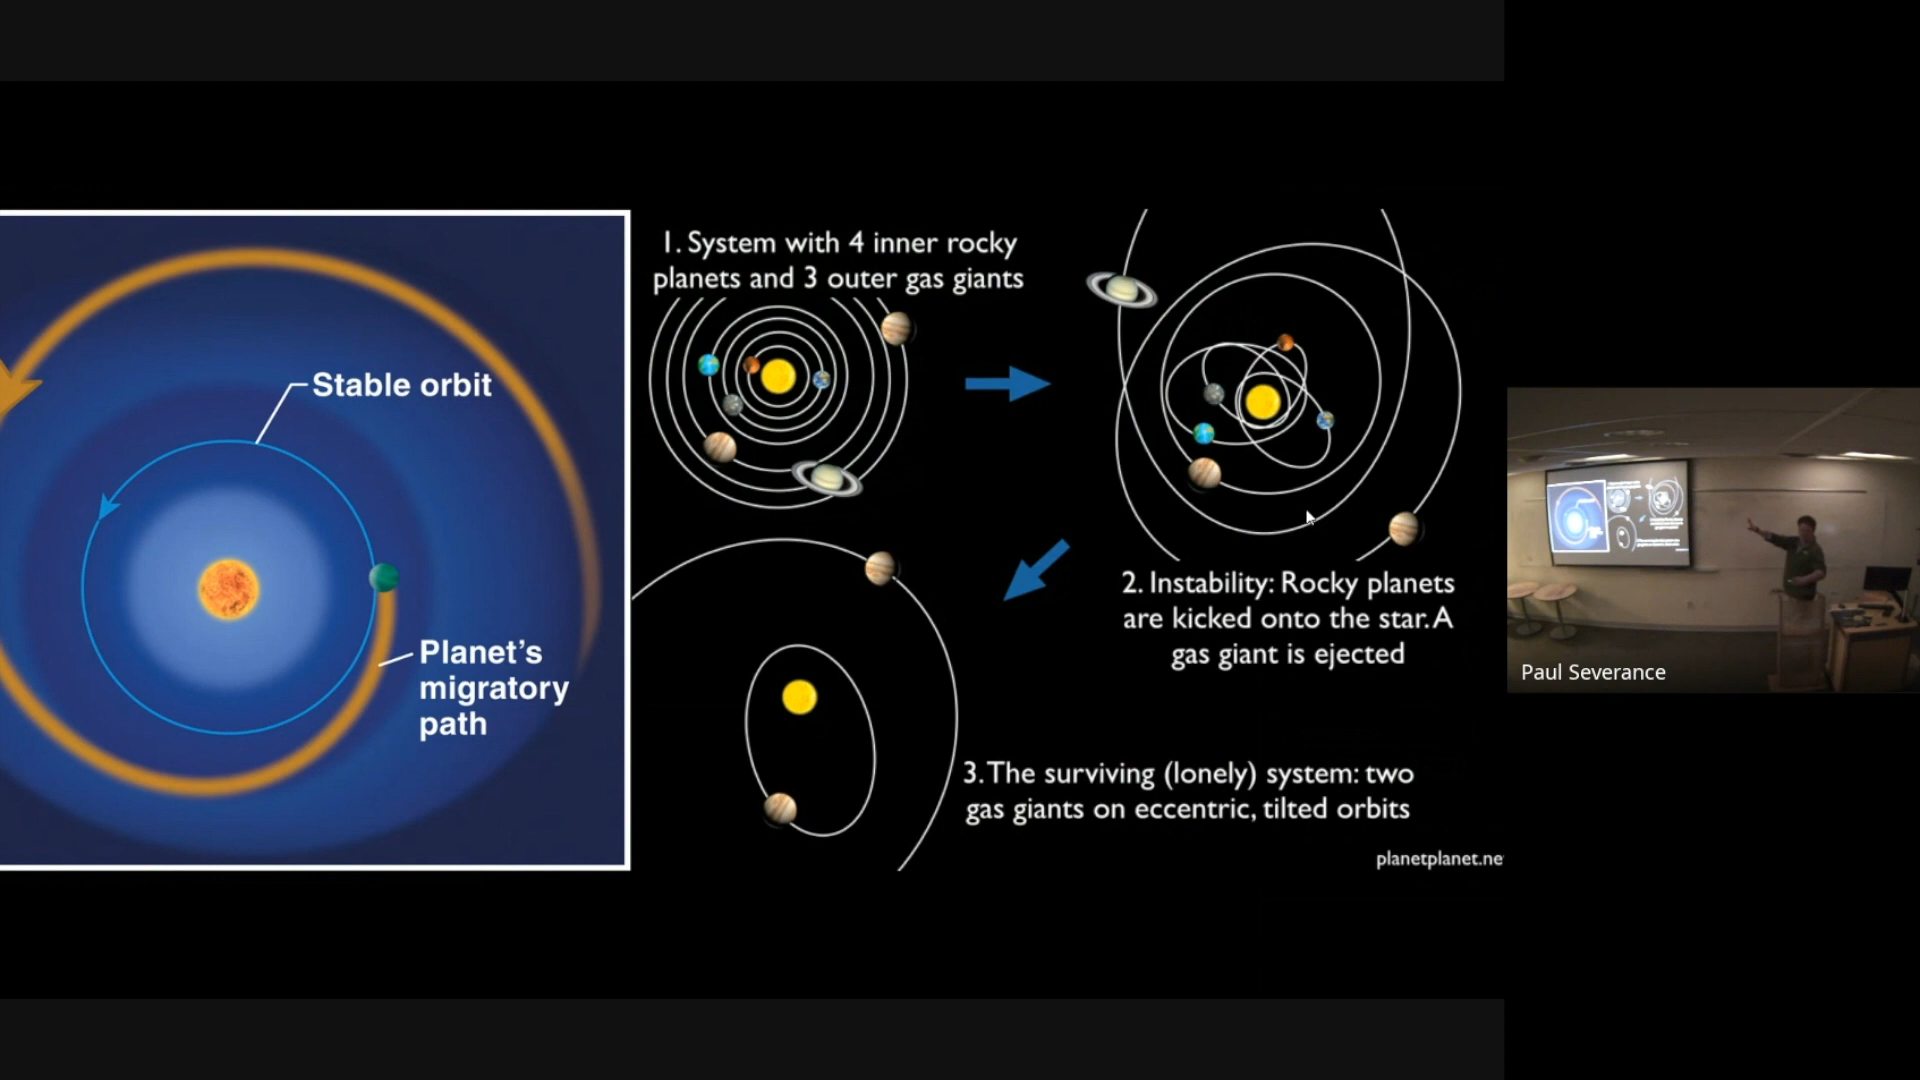 Stable orbit
Planet's
migratory
path
1. System with 4 inner rocky
planets and 3 outer gas giants
2. Instability: Rocky planets
are kicked onto the star. A
gas giant is ejected
3. The surviving (lonely) system: two
gas giants on eccentric, tilted orbits
planetplanet.ne
Paul Severance